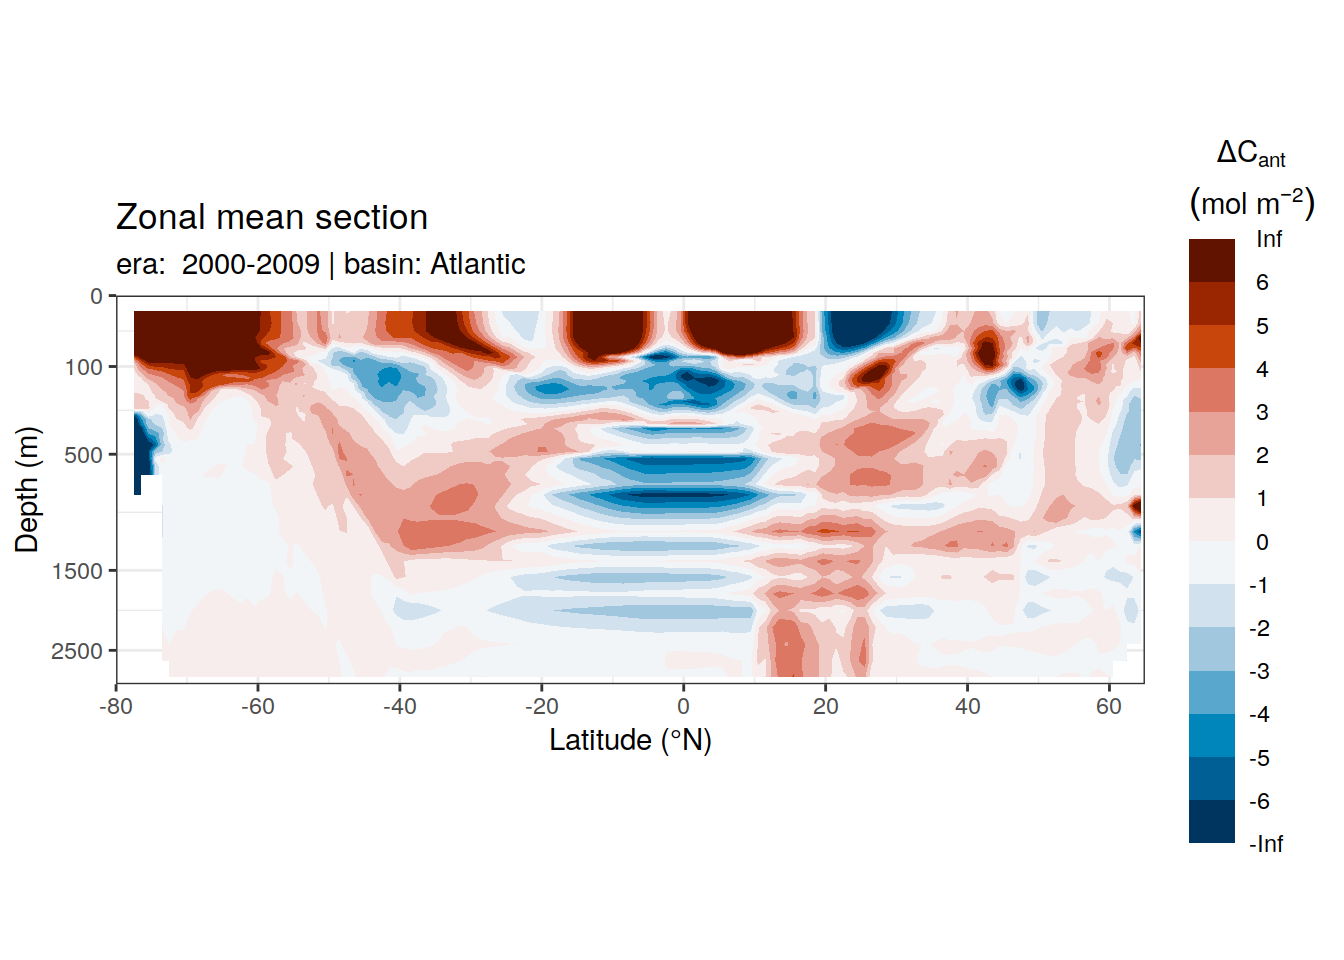 Zonal mean section
era:  2000-2009 | basin: Atlantic
ΔCant
(mol m−2)
Inf
6
5
4
3
2
1
0
-1
-2
-3
-4
-5
-6
-Inf
Depth (m)
0
100
500
1500
2500
-80 -60 -40 -20 0 20 40 60
Latitude (°N)